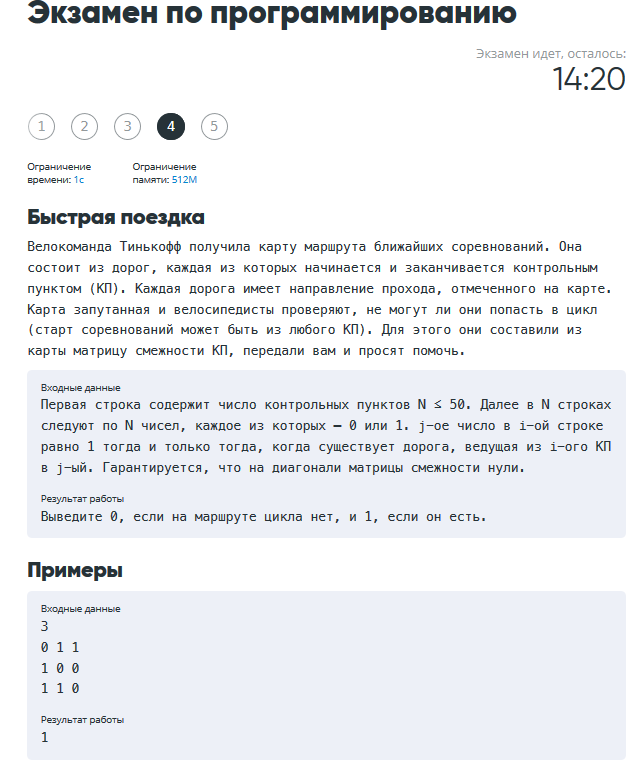 Экзамен по программированию
Экзамен идет, осталось:
14:20
1 2 3 4 5
Ограничение времени: 1с
Ограничение памяти: 512М
Быстрая поездка
Велокоманда Тинькофф получила карту маршрута ближайших соревнований. Она
состоит из дорог, каждая из которых начинается и заканчивается контрольным
пунктом (КП). Каждая дорога имеет направление прохода, отмеченного на карте.
Карта запутанная и велосипедисты проверяют, не могут ли они попасть в цикл
(старт соревнований может быть из любого КП). Для этого они составили из
карты матрицу смежности КП, передали вам и просят помочь.
Входные данные
Первая строка содержит число контрольных пунктов N ≤ 50. Далее в N строках
следуют по N чисел, каждое из которых — 0 или 1. j-ое число в i-ой строке
равно 1 тогда и только тогда, когда существует дорога, ведущая из i-ого КП
в j-ый. Гарантируется, что на диагонали матрицы смежности нули.
Результат работы
Выведите 0, если на маршруте цикла нет, и 1, если он есть.
Примеры
Входные данные
3
0 1 1
1 0 0
1 1 0
Результат работы
1